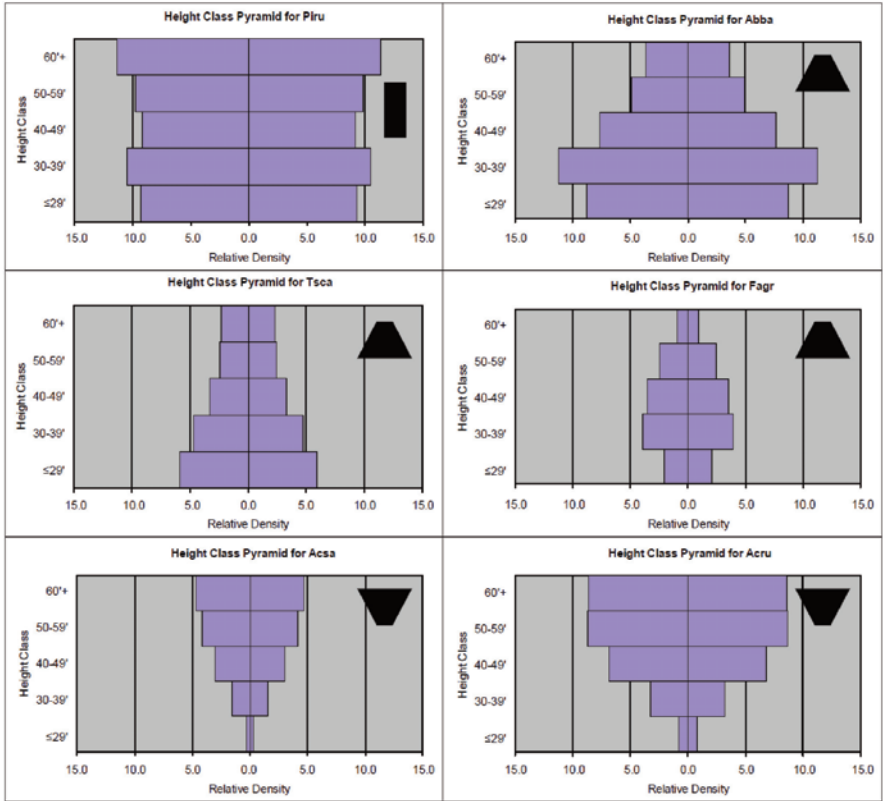 Height Class Pyramid for Piru
Height Class
60'+
50-59'
40-49'
30-39'
≤29'
15.0 10.0 5.0 0.0 5.0 10.0 15.0
Relative Density
Height Class Pyramid for Abba
Height Class
60'+
50-59'
40-49'
30-39'
≤29'
15.0 10.0 5.0 0.0 5.0 10.0 15.0
Relative Density
Height Class Pyramid for Tsca
Height Class
60'+
50-59'
40-49'
30-39'
≤29'
15.0 10.0 5.0 0.0 5.0 10.0 15.0
Relative Density
Height Class Pyramid for Fagr
Height Class
60'+
50-59'
40-49'
30-39'
≤29'
15.0 10.0 5.0 0.0 5.0 10.0 15.0
Relative Density
Height Class Pyramid for Acsa
Height Class
60'+
50-59'
40-49'
30-39'
≤29'
15.0 10.0 5.0 0.0 5.0 10.0 15.0
Relative Density
Height Class Pyramid for Acru
Height Class
60'+
50-59'
40-49'
30-39'
≤29'
15.0 10.0 5.0 0.0 5.0 10.0 15.0
Relative Density